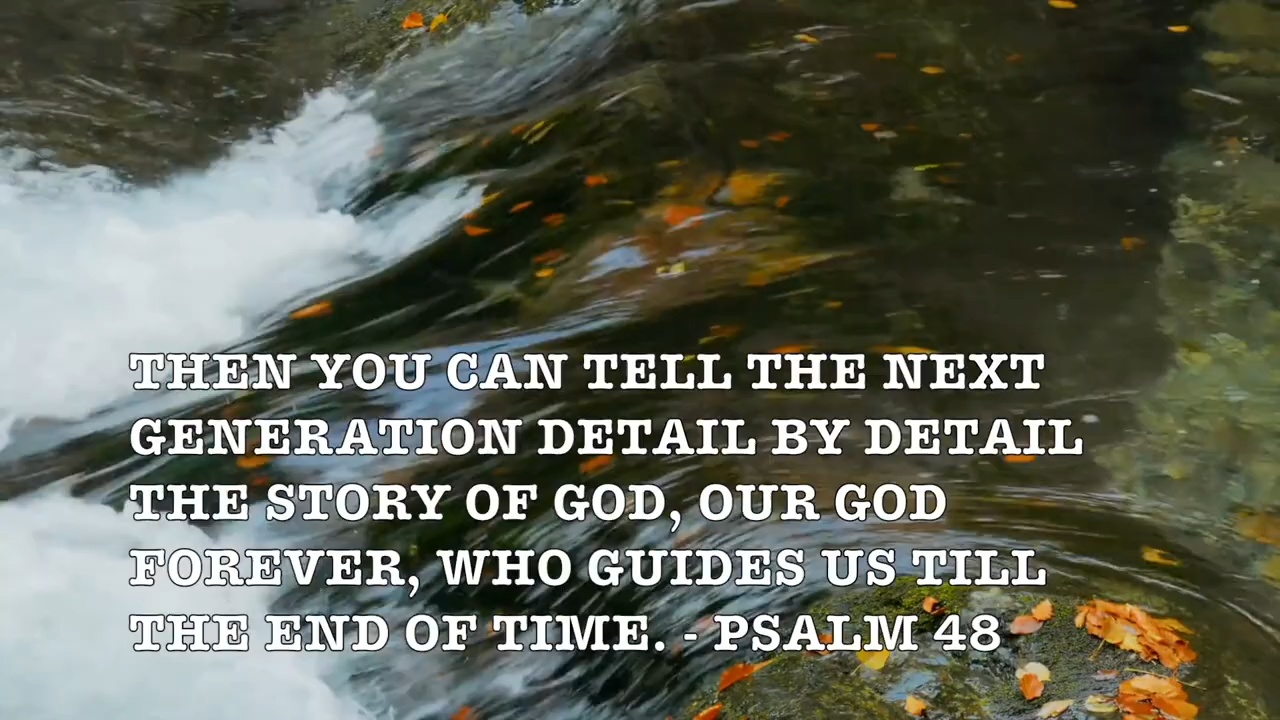 THEN YOU CAN TELL THE NEXT
GENERATION DETAIL BY DETAIL
THE STORY OF GOD, OUR GOD
FOREVER, WHO GUIDES US TILL
THE END OF TIME. - PSALM 48